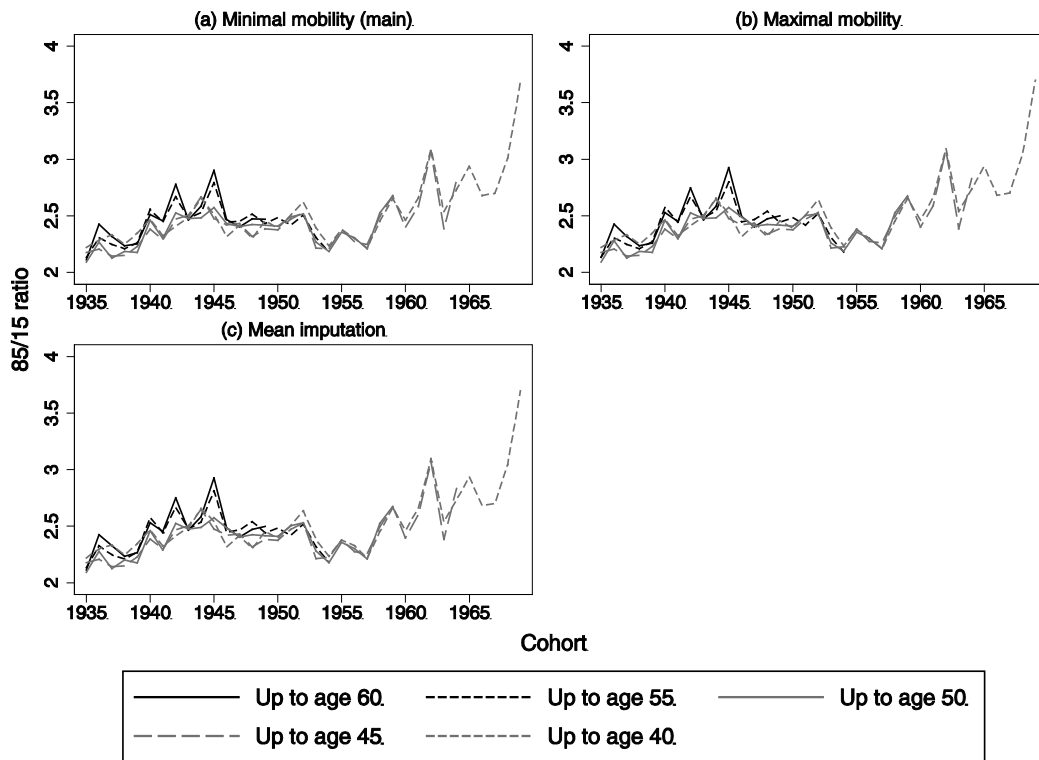 (a) Minimal mobility (main)
(b) Maximal mobility
4
3.5
3
2.5
2
1935 1940 1945 1950 1955 1960 1965
4
3.5
3
2.5
2
1935 1940 1945 1950 1955 1960 1965
(c) Mean imputation
4
3.5
3
2.5
2
1935 1940 1945 1950 1955 1960 1965
85/15 ratio
Cohort
Up to age 60 Up to age 55 Up to age 50
Up to age 45 Up to age 40